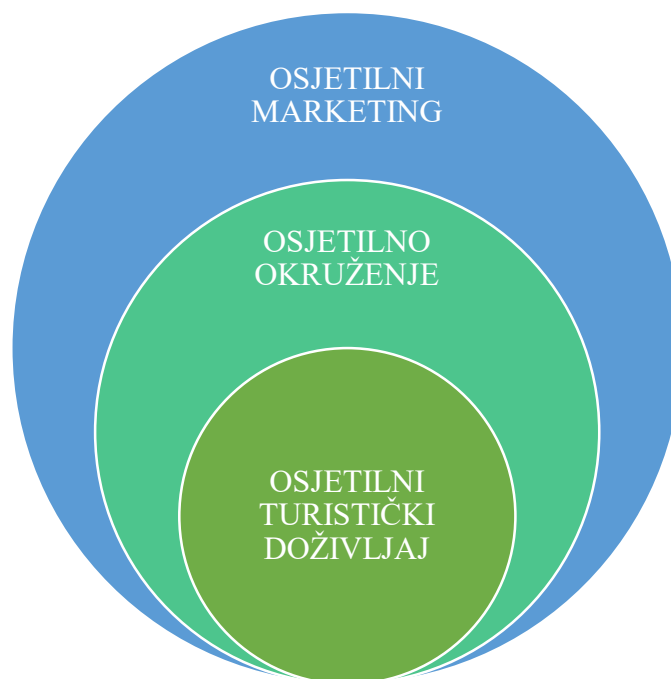 OSJETILNI
MARKETING
OSJETILNO
OKRUŽENJE
OSJETILNI
TURISTIČKI
DOŽIVLJAJ